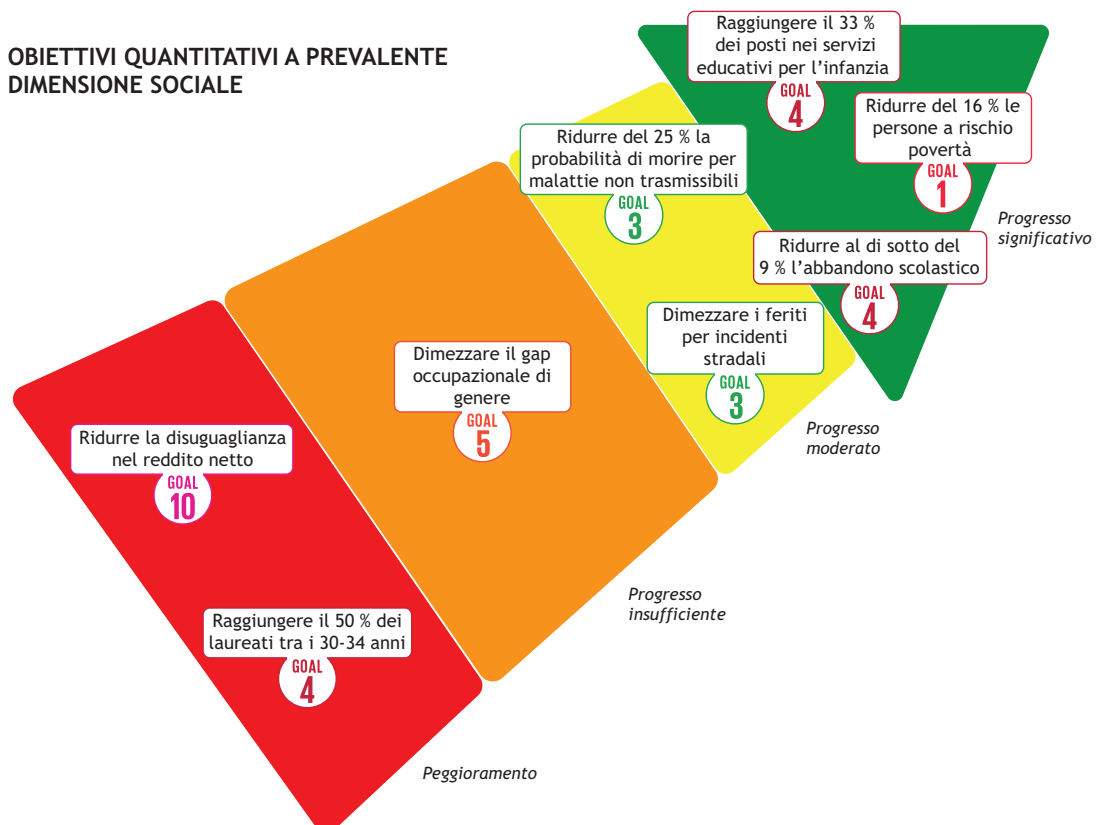 OBIETTIVI QUANTITATIVI A PREVALENTE
DIMENSIONE SOCIALE
Raggiungere il 33 %
dei posti nei servizi
educativi per l'infanzia
GOAL
4
Ridurre del 16 % le
persone a rischio
povertà
GOAL
1
Progresso
significativo
Ridurre del 25 % la
probabilità di morire per
malattie non trasmissibili
GOAL
3
Ridurre al di sotto del
9 % l'abbandono scolastico
GOAL
4
Dimezzare i feriti
per incidenti
stradali
GOAL
3
Progresso
moderato
Dimezzare il gap
occupazionale di
genere
GOAL
5
Progresso
insufficiente
Ridurre la disuguaglianza
nel reddito netto
GOAL
10
Raggiungere il 50 % dei
laureati tra i 30-34 anni
GOAL
4
Peggioramento